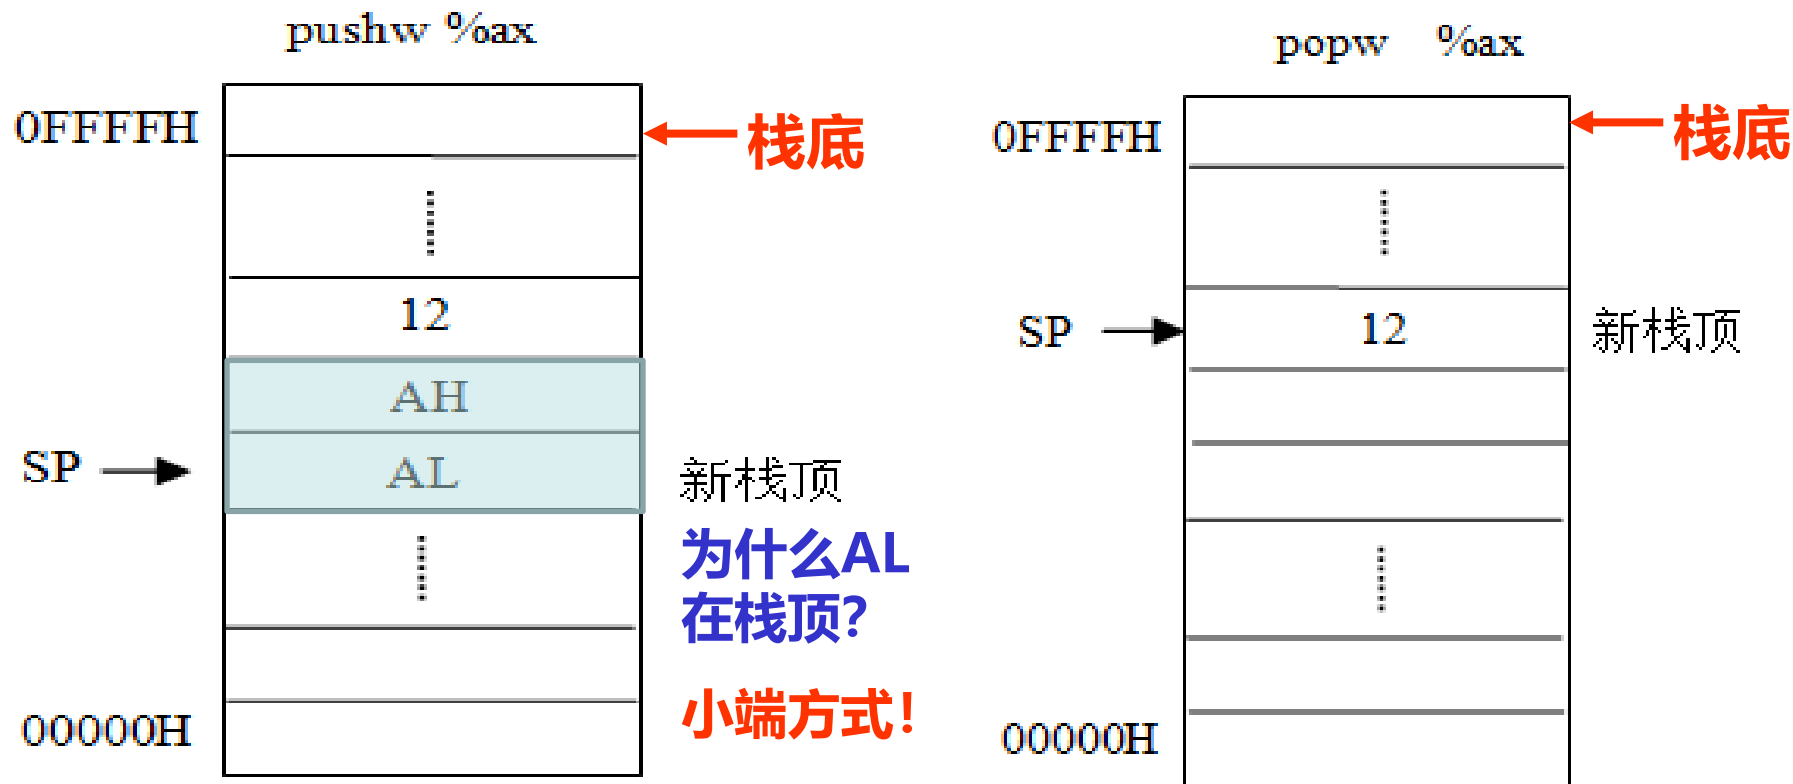 pushw %ax
0FFFFH
栈底
12
AH
SP
AL
新栈顶
为什么AL
在栈顶?
小端方式!
00000H
popw %ax
0FFFFH
栈底
SP
12
新栈顶
00000H